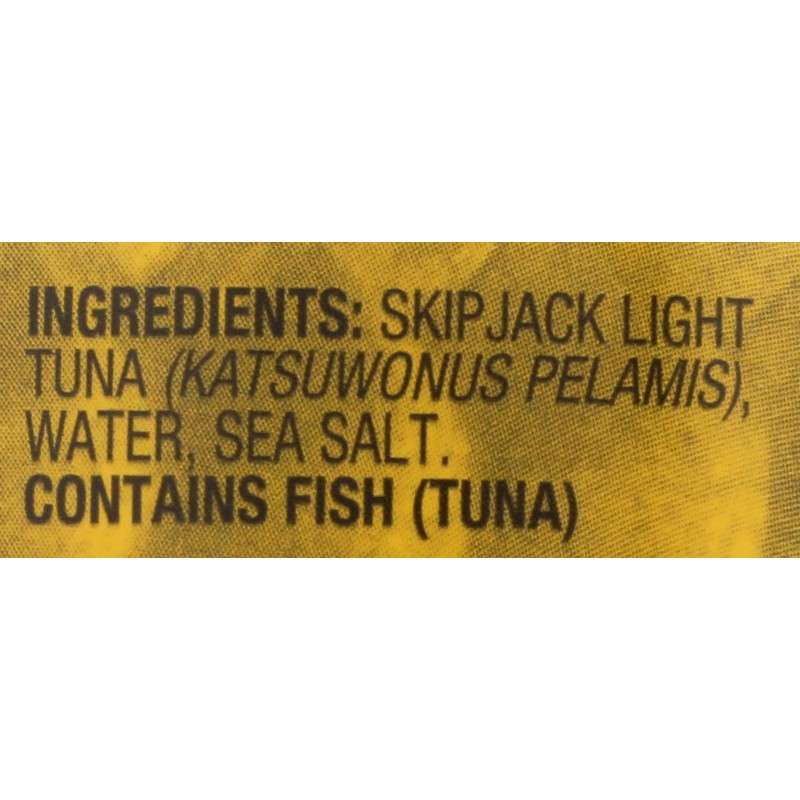 INGREDIENTS: SKIPJACK LIGHT
TUNA (KATSUWONUS PELAMIS),
WATER, SEA SALT.
CONTAINS FISH (TUNA)